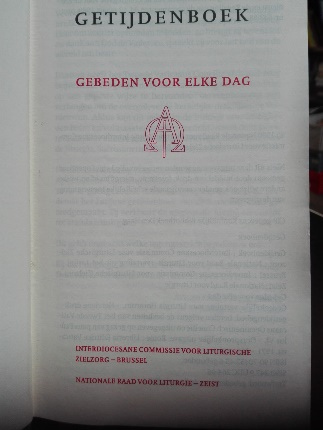 GETIJDENBOEK
GEBEDEN VOOR ELKE DAG
INTERDIOCESANE COMMISSIE VOOR LITURGISCHE
ZIELZORG – BRUSSEL
NATIONALE RAAD VOOR LITURGIE – ZEIST